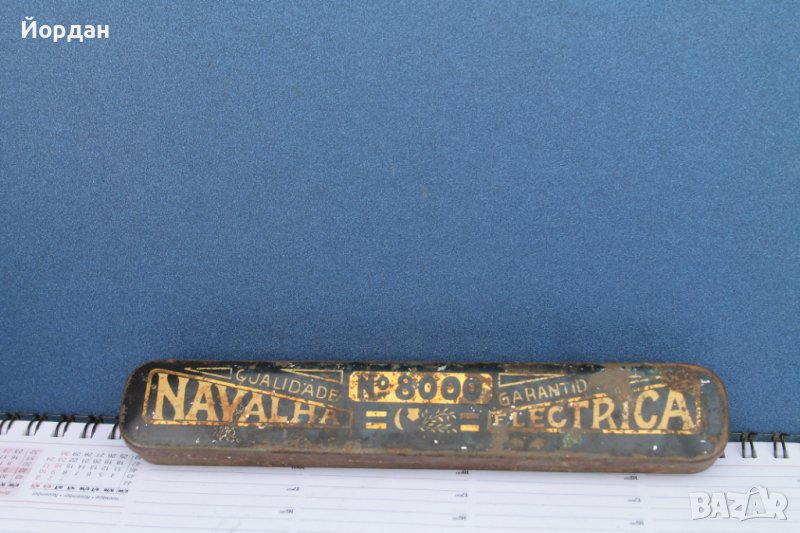 Йордан
QUALIDADE No 8000 GARANTID
NAVALHA ELECTRICA
BAZAR